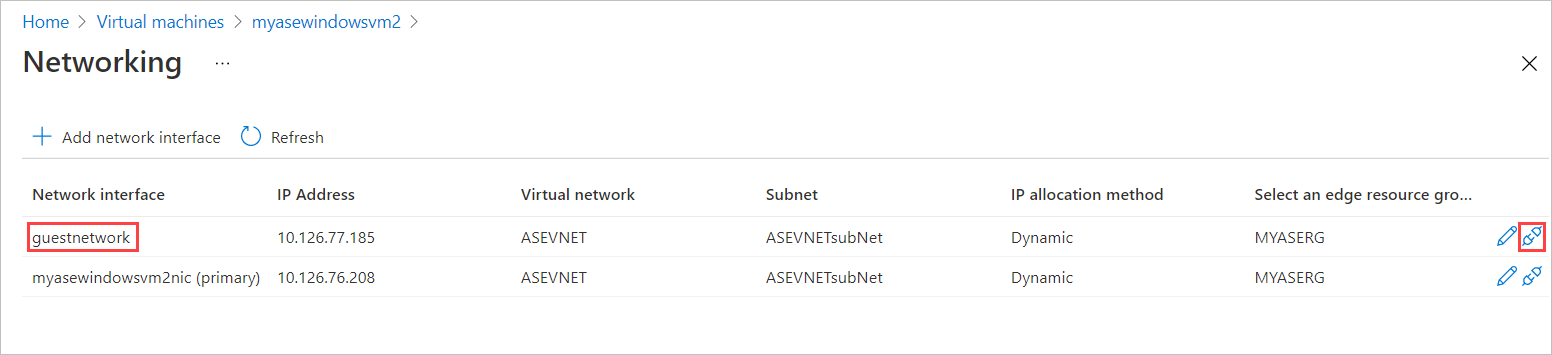 Home > Virtual machines > myasewindowsvm2 >
Networking ...
Add network interface Refresh
Network interface IP Address Virtual network Subnet IP allocation method Select an edge resource gro...
guestnetwork 10.126.77.185 ASEVNET ASEVNETsubNet Dynamic MYASERG
myasewindowsvm2nic (primary) 10.126.76.208 ASEVNET ASEVNETsubNet Dynamic MYASERG